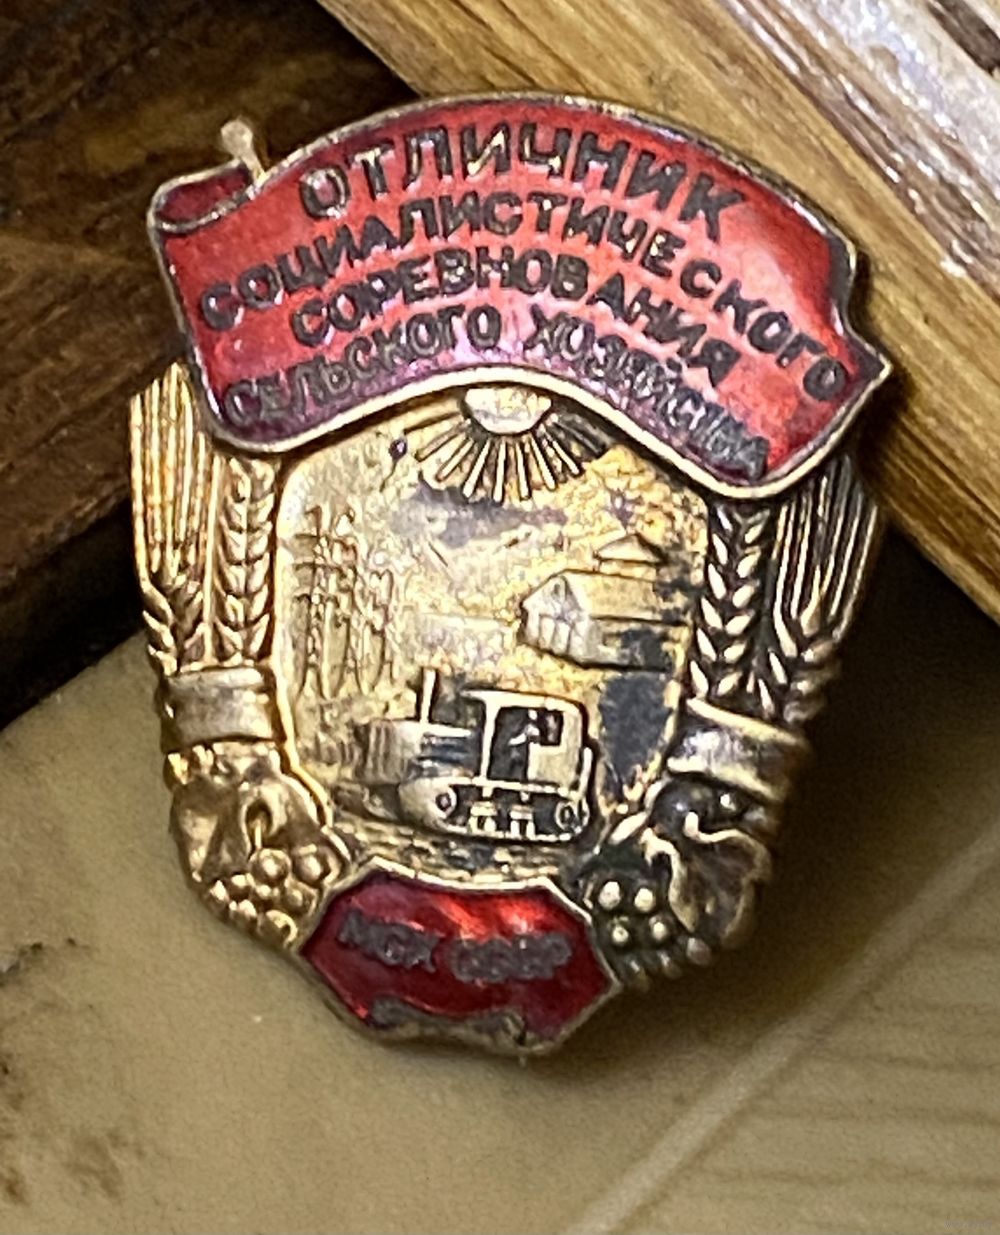 ОТЛИЧНИК
СОЦИАЛИСТИЧЕСКОГО
СОРЕВНОВАНИЯ
СЕЛЬСКОГО ХОЗЯЙСТВА
МСХ СССР